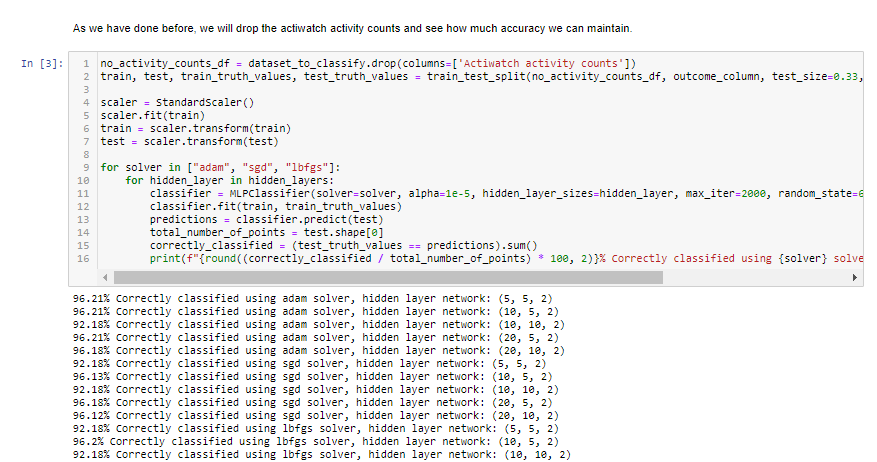 As we have done before, we will drop the actiwatch activity counts and see how much accuracy we can maintain.
In [3]:
1 no_activity_counts_df = dataset_to_classify.drop(columns=['Actiwatch activity counts'])
2 train, test, train_truth_values, test_truth_values = train_test_split(no_activity_counts_df, outcome_column, test_size=0.33,
3
4 scaler = StandardScaler()
5 scaler.fit(train)
6 train = scaler.transform(train)
7 test = scaler.transform(test)
8
9 for solver in ["adam", "sgd", "lbfgs"]:
10 for hidden_layer in hidden_layers:
11 classifier = MLPClassifier(solver=solver, alpha=1e-5, hidden_layer_sizes=hidden_layer, max_iter=2000, random_state=
12 classifier.fit(train, train_truth_values)
13 predictions = classifier.predict(test)
14 total_number_of_points = test.shape[0]
15 correctly_classified = (test_truth_values == predictions).sum()
16 print(f"{round((correctly_classified / total_number_of_points) * 100, 2)}% Correctly classified using {solver} solve
96.21% Correctly classified using adam solver, hidden layer network: (5, 5, 2)
96.21% Correctly classified using adam solver, hidden layer network: (10, 5, 2)
92.18% Correctly classified using adam solver, hidden layer network: (10, 10, 2)
96.21% Correctly classified using adam solver, hidden layer network: (20, 5, 2)
96.18% Correctly classified using adam solver, hidden layer network: (20, 10, 2)
92.18% Correctly classified using sgd solver, hidden layer network: (5, 5, 2)
96.13% Correctly classified using sgd solver, hidden layer network: (10, 5, 2)
92.18% Correctly classified using sgd solver, hidden layer network: (10, 10, 2)
96.18% Correctly classified using sgd solver, hidden layer network: (20, 5, 2)
96.12% Correctly classified using sgd solver, hidden layer network: (20, 10, 2)
92.18% Correctly classified using lbfgs solver, hidden layer network: (5, 5, 2)
96.2% Correctly classified using lbfgs solver, hidden layer network: (10, 5, 2)
92.18% Correctly classified using lbfgs solver, hidden layer network: (10, 10, 2)